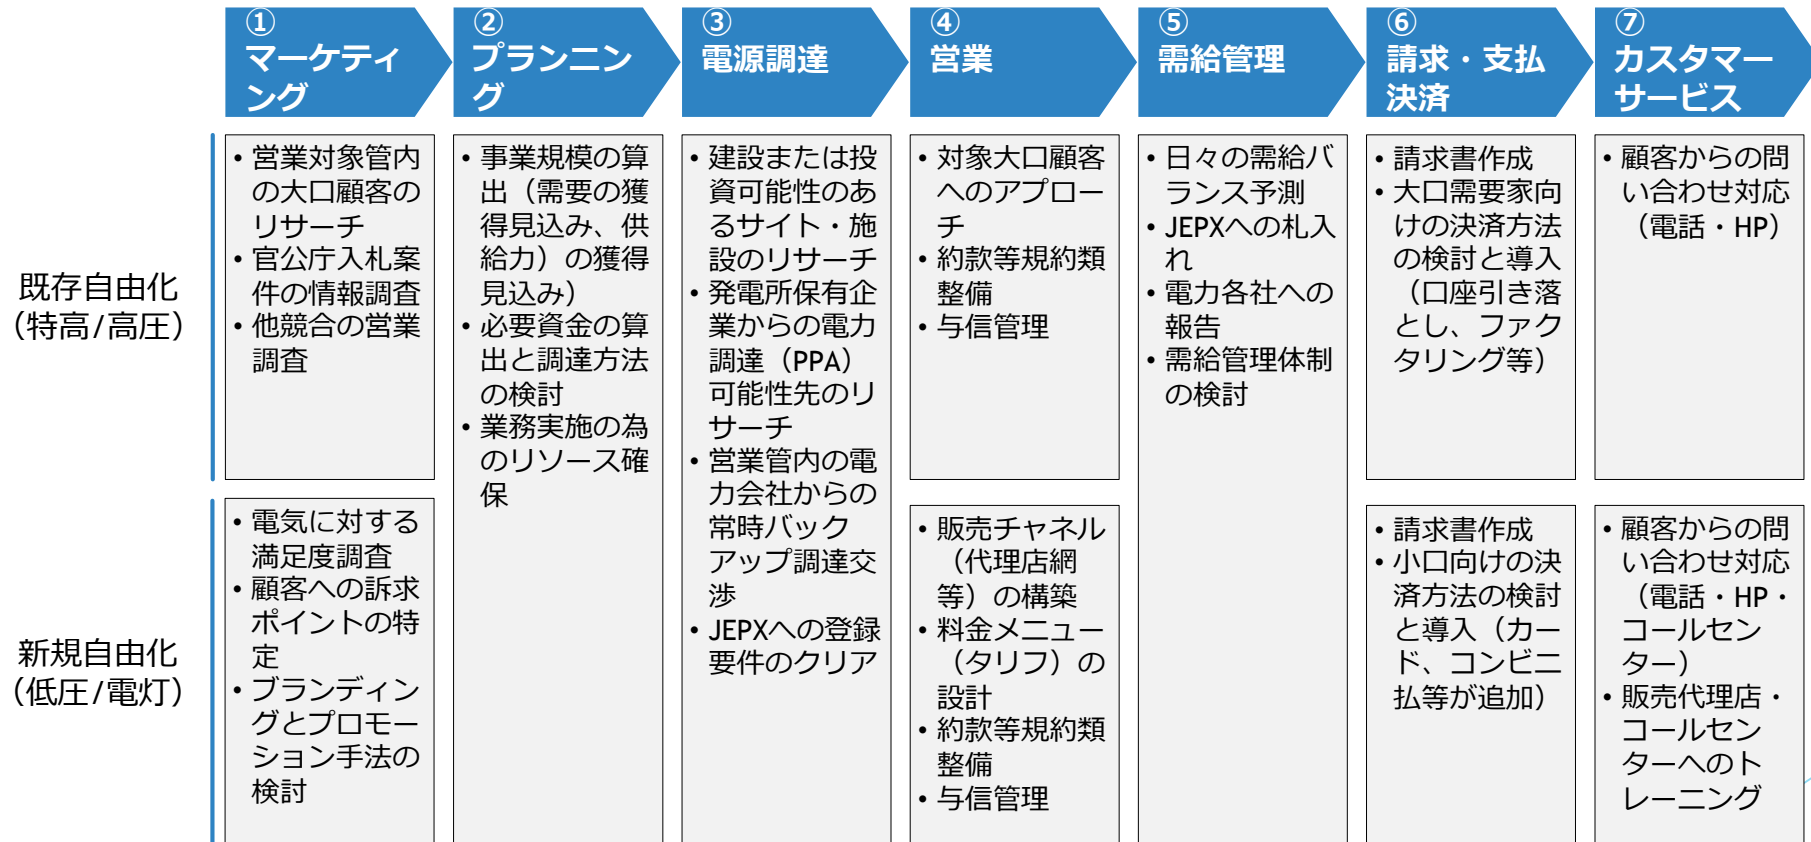 ①
マーケティ
ング
②
プランニン
グ
③
電源調達
④
営業
⑤
需給管理
⑥
請求・支払
決済
⑦
カスタマー
サービス
既存自由化
（特高/高圧）
• 営業対象管内
の大口顧客の
リサーチ
• 官公庁入札案
件の情報調査
• 他競合の営業
調査
• 事業規模の算
出（需要の獲
得見込み、供
給力）の獲得
見込み）
• 必要資金の算
出と調達方法
の検討
• 業務実施の為
のリソース確
保
• 建設または投
資可能性のあ
るサイト・施
設のリサーチ
• 発電所保有企
業からの電力
調達（PPA）
可能性先のリ
サーチ
• 営業管内の電
力会社からの
常時バック
アップ調達交
渉
• JEPXへの登録
要件のクリア
• 対象大口顧客
へのアプロー
チ
• 約款等規約類
整備
• 与信管理
• 日々の需給バ
ランス予測
• JEPXへの札入
れ
• 電力各社への
報告
• 需給管理体制
の検討
• 請求書作成
• 大口需要家向
けの決済方法
の検討と導入
（口座引き落
とし、ファク
タリング等）
• 顧客からの問
い合わせ対応
（電話・HP）
新規自由化
（低圧/電灯）
• 電気に対する
満足度調査
• 顧客への訴求
ポイントの特
定
• ブランディン
グとプロモー
ション手法の
検討
• 販売チャネル
（代理店網
等）の構築
• 料金メニュー
（タリフ）の
設計
• 約款等規約類
整備
• 与信管理
• 請求書作成
• 小口向けの決
済方法の検討
と導入（カー
ド、コンビニ
払等が追加）
• 顧客からの問
い合わせ対応
（電話・HP・
コールセン
ター）
• 販売代理店・
コールセン
ターへのト
レーニング